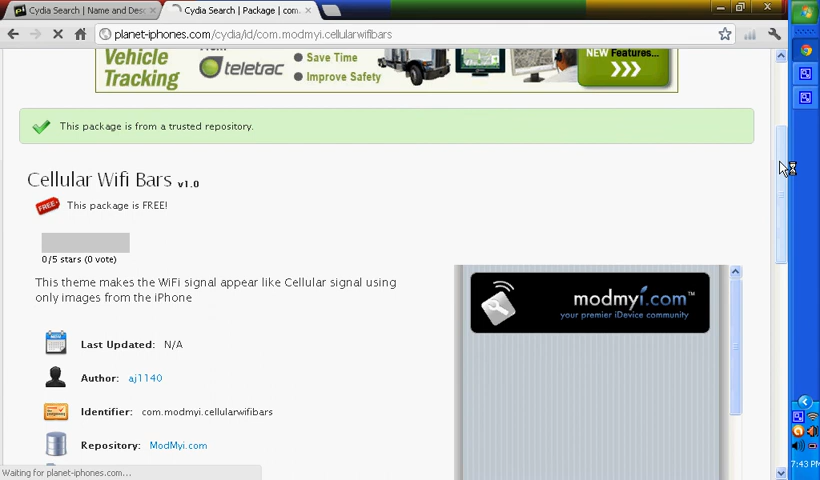 Cydia Search | Name and Des
Cydia Search | Package | com.
planet-iphones.com/cydia/id/com.modmyi.cellularwifibars
Vehicle
Tracking
teletrac
Save Time
Improve Safety
NEW Features...
>>>
This package is from a trusted repository.
Cellular Wifi Bars v1.0
FREE
This package is FREE!
0/5 stars (0 vote)
This theme makes the WiFi signal appear like Cellular signal using
only images from the iPhone
modmyi.com™
your premier iDevice community
Last Updated: N/A
Author: aj1140
Identifier: com.modmyi.cellularwifibars
Repository: ModMyi.com
Waiting for planet-iphones.com...
7:43 PM